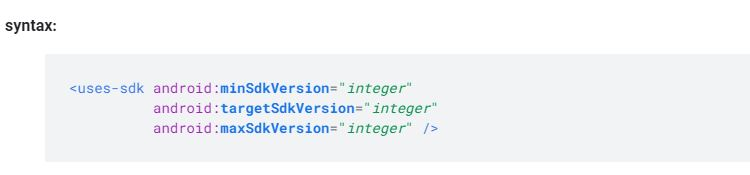 syntax:
<uses-sdk android:minSdkVersion="integer"
android:targetSdkVersion="integer"
android:maxSdkVersion="integer" />